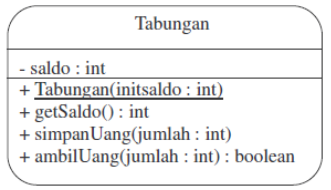 Tabungan
- saldo : int
+ Tabungan(initsaldo : int)
+ getSaldo() : int
+ simpanUang(jumlah : int)
+ ambilUang(jumlah : int) : boolean